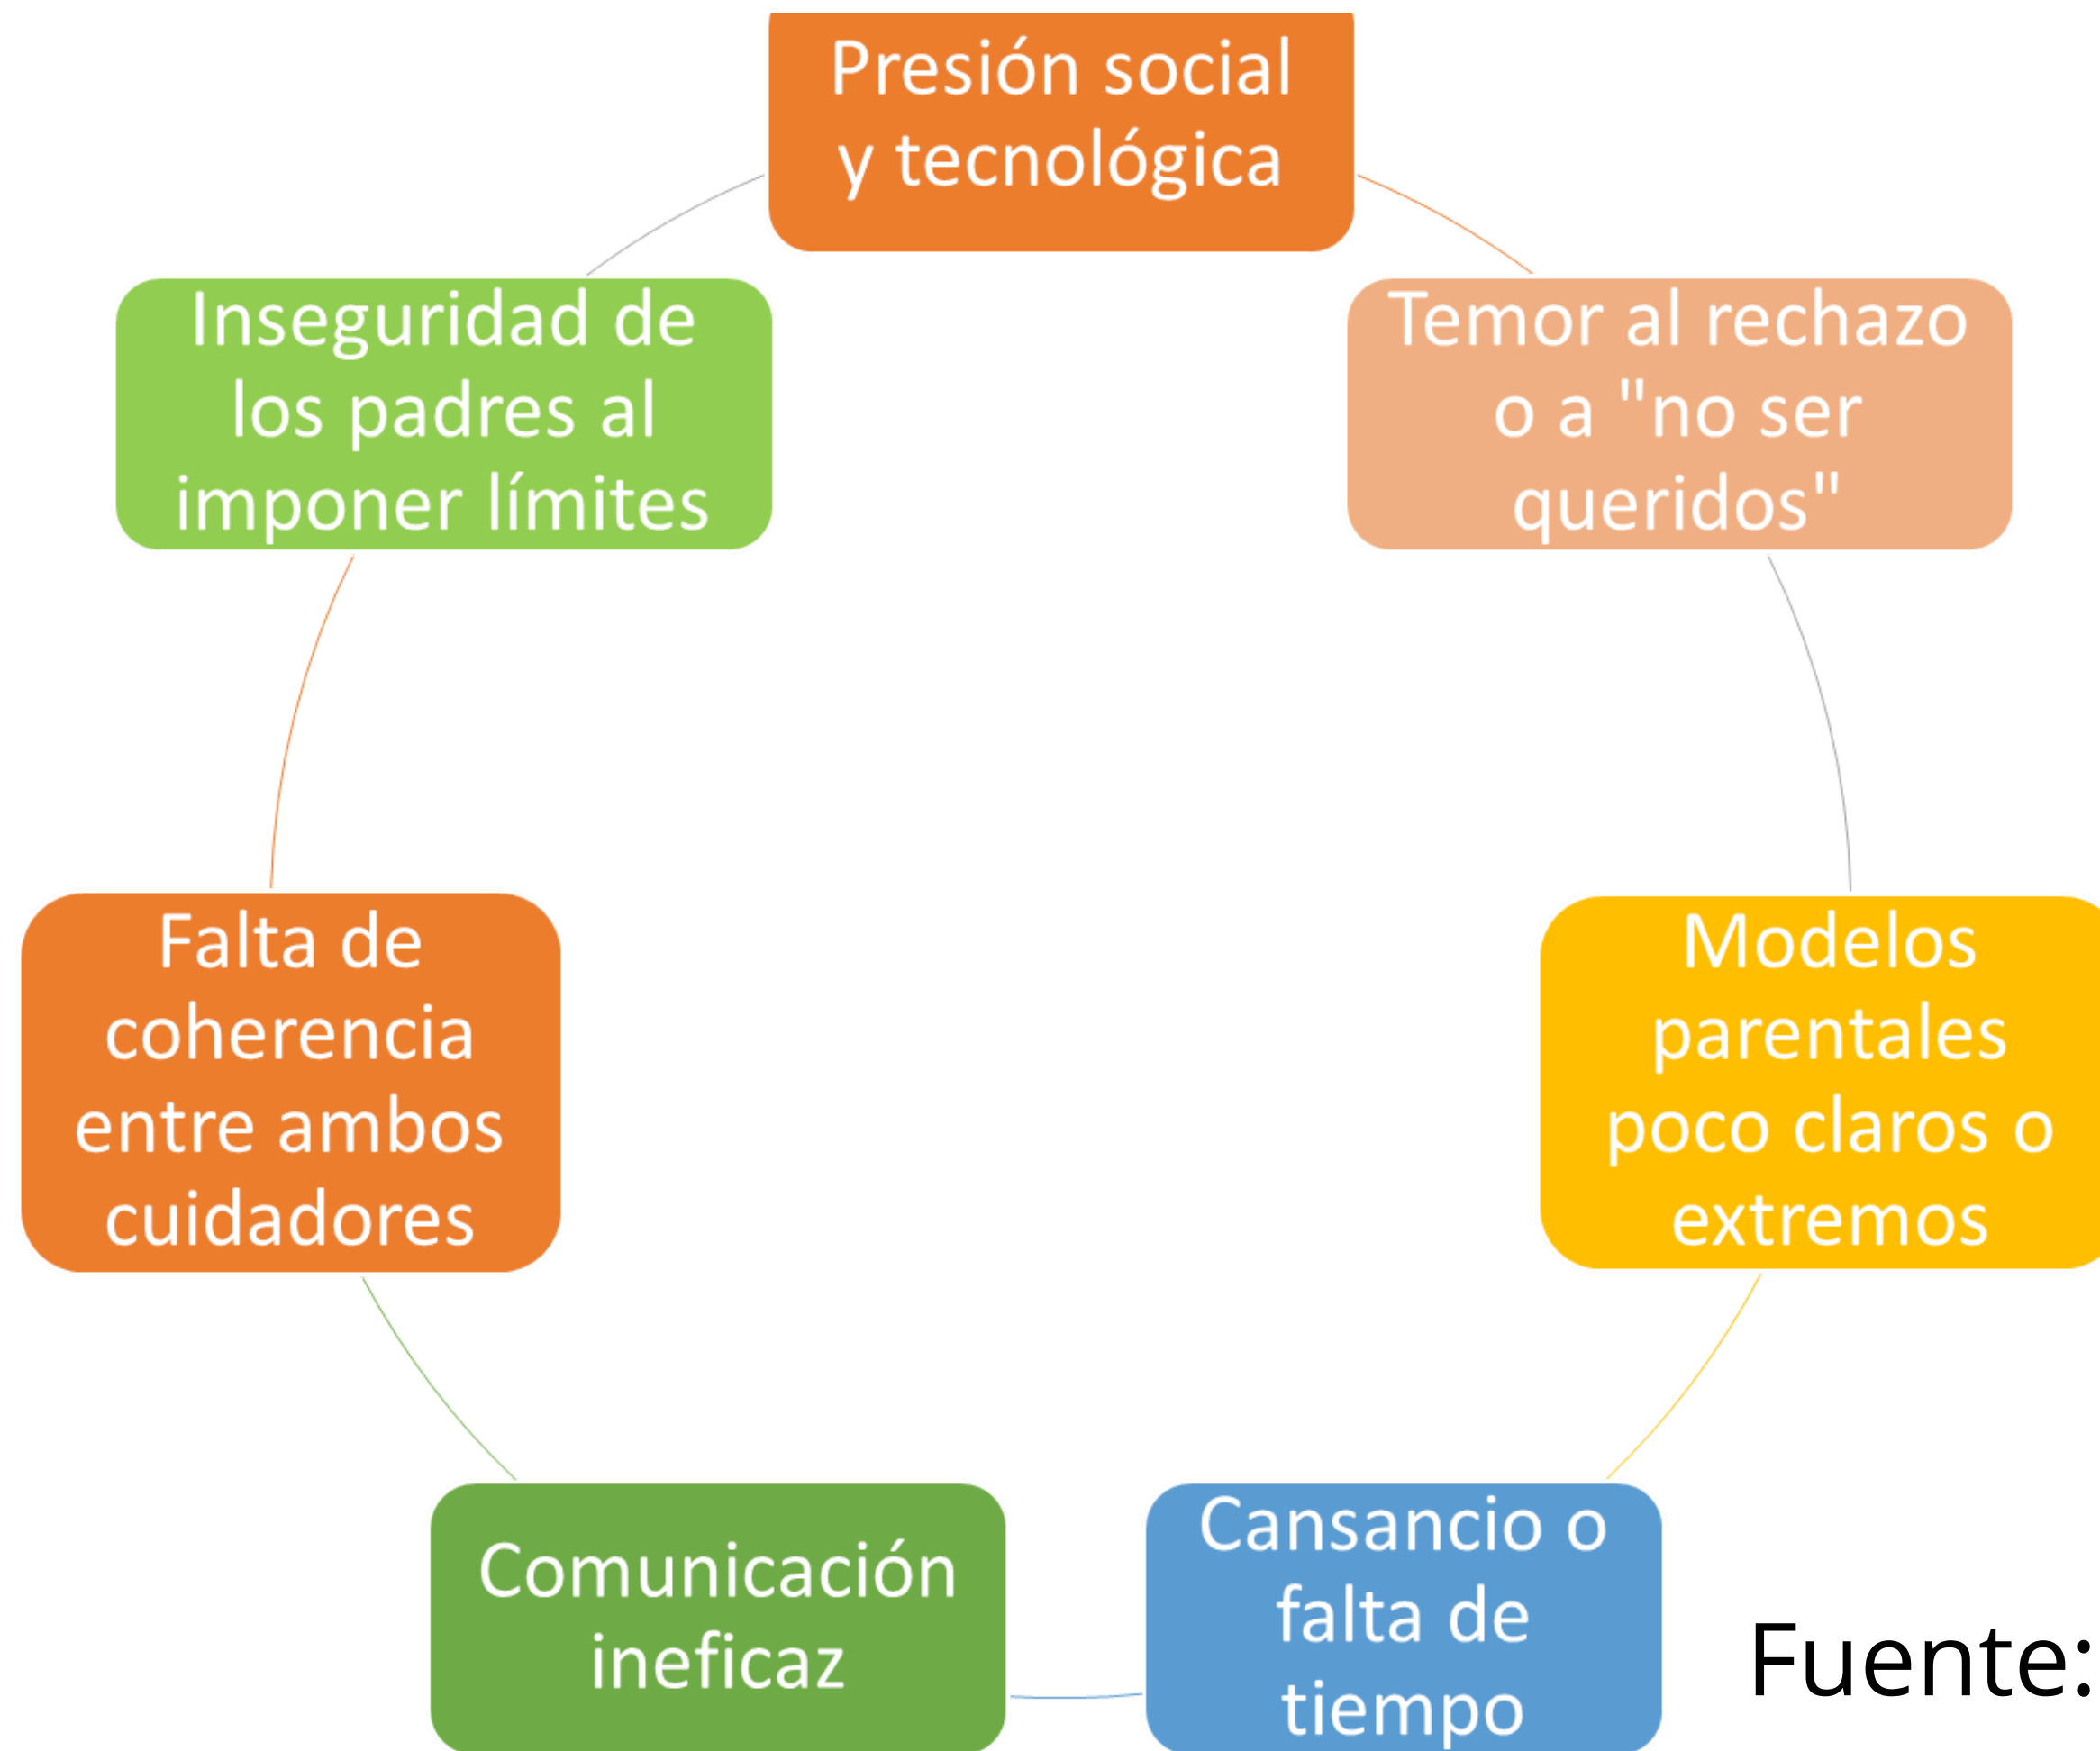 Presión social
y tecnológica
Inseguridad de
los padres al
imponer límites
Temor al rechazo
o a "no ser
queridos"
Falta de
coherencia
entre ambos
cuidadores
Modelos
parentales
poco claros o
extremos
Comunicación
ineficaz
Cansancio o
falta de
tiempo
Fuente: